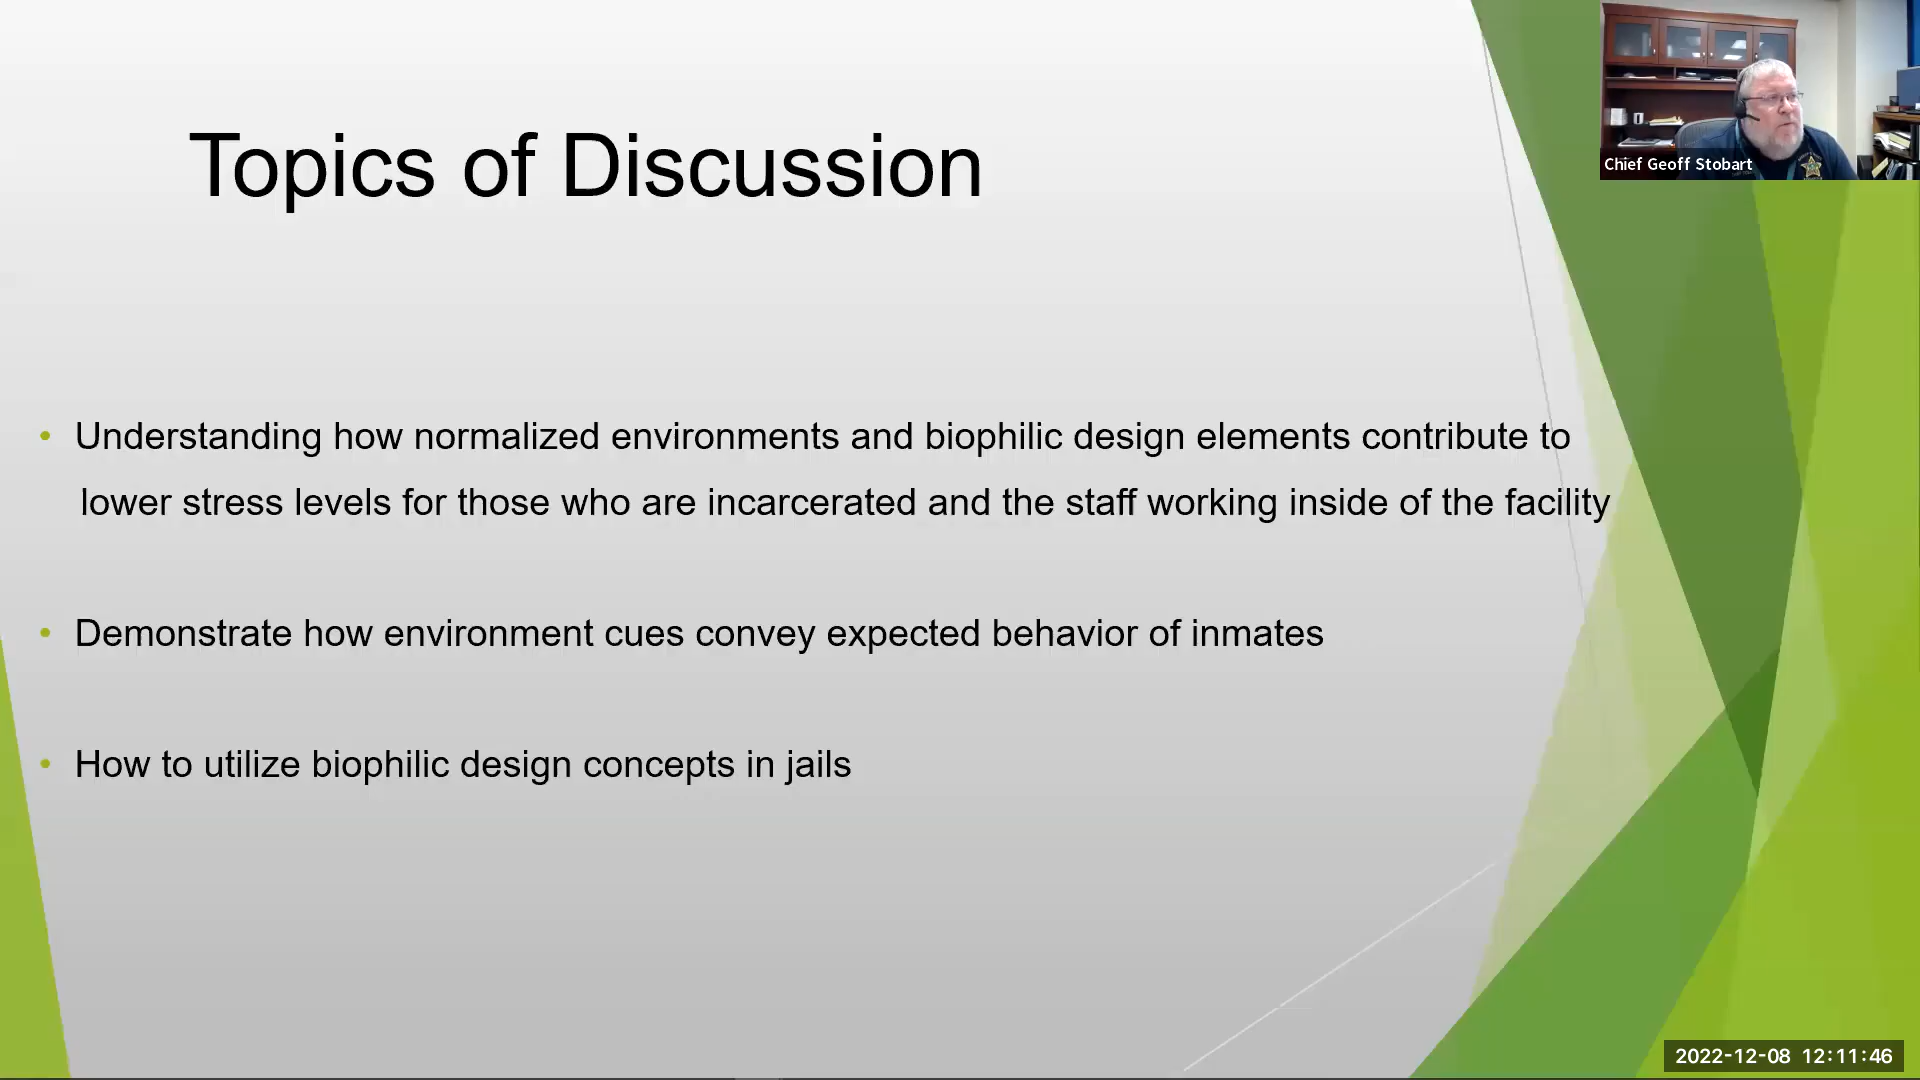 Topics of Discussion
Chief Geoff Stobart
• Understanding how normalized environments and biophilic design elements contribute to
lower stress levels for those who are incarcerated and the staff working inside of the facility
• Demonstrate how environment cues convey expected behavior of inmates
• How to utilize biophilic design concepts in jails
2022-12-08 12:11:46